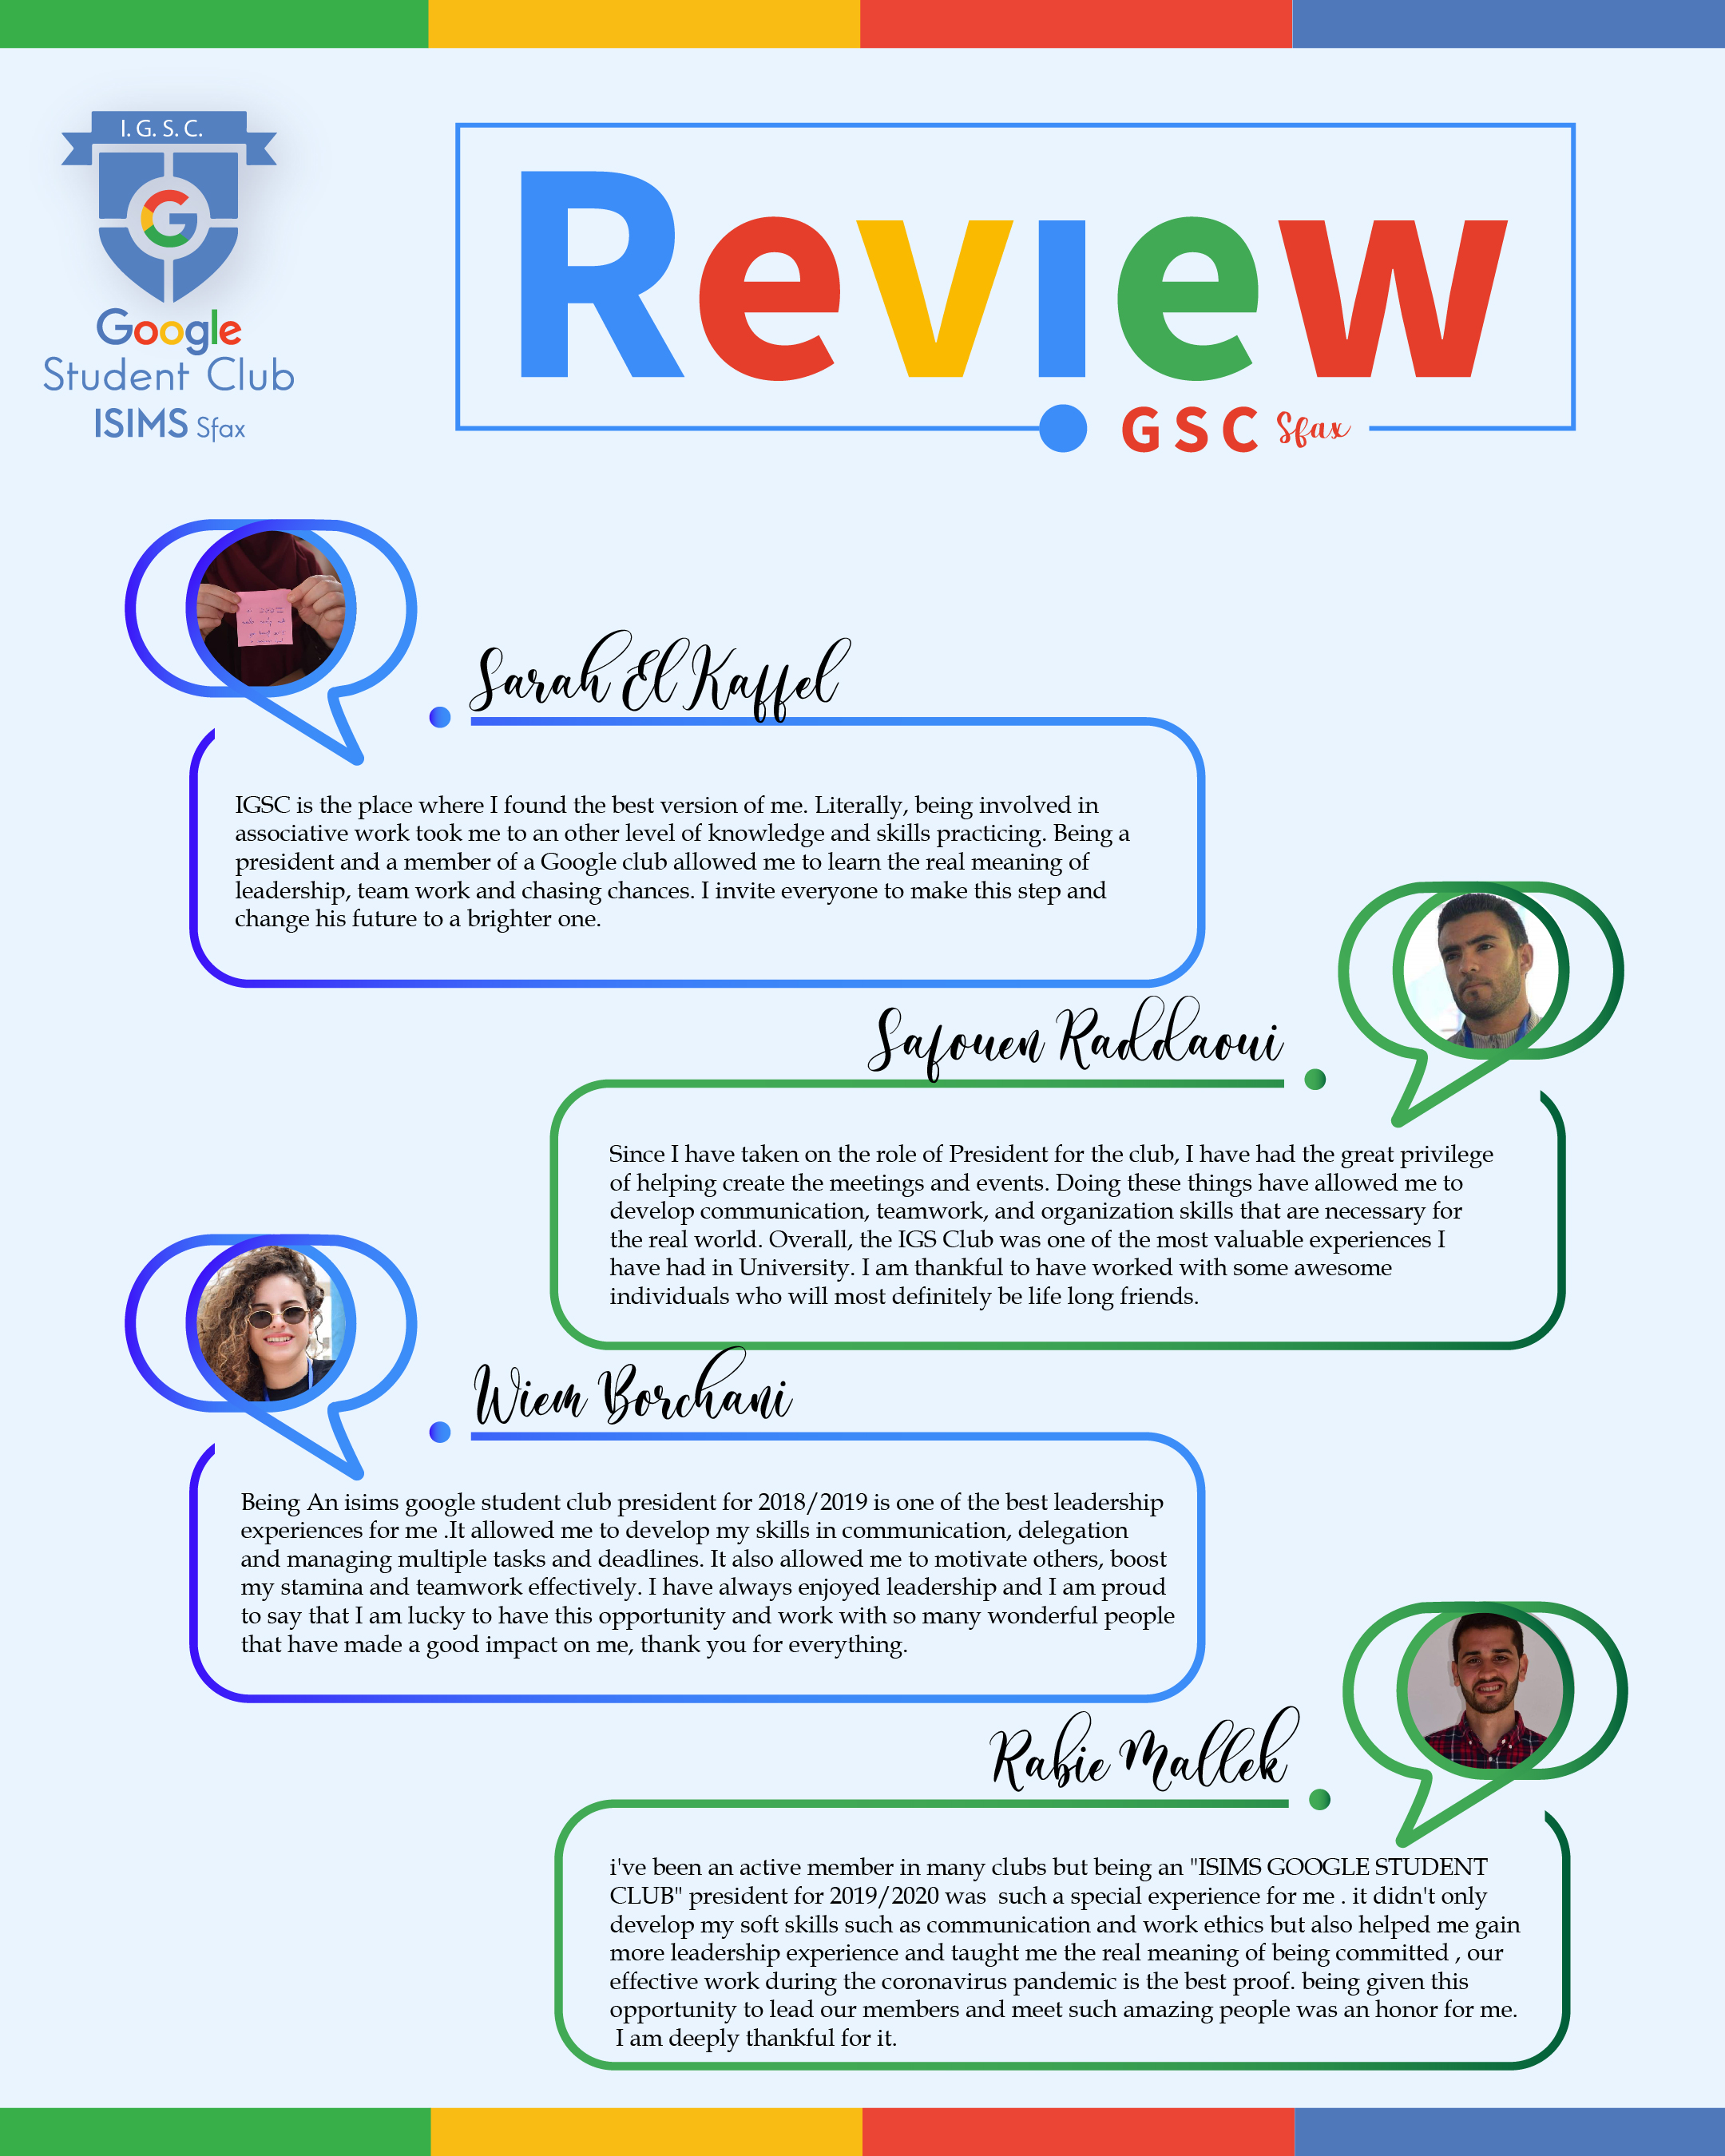 I. G. S. C.
G
Google
Student Club
ISIMS Sfax
Review
GSC Sfax
Sarah El Kaffel
IGSC is the place where I found the best version of me. Literally, being involved in
associative work took me to an other level of knowledge and skills practicing. Being a
president and a member of a Google club allowed me to learn the real meaning of
leadership, team work and chasing chances. I invite everyone to make this step and
change his future to a brighter one.
Safouen Raddaoui
Since I have taken on the role of President for the club, I have had the great privilege
of helping create the meetings and events. Doing these things have allowed me to
develop communication, teamwork, and organization skills that are necessary for
the real world. Overall, the IGS Club was one of the most valuable experiences I
have had in University. I am thankful to have worked with some awesome
individuals who will most definitely be life long friends.
Wiem Borchani
Being An isims google student club president for 2018/2019 is one of the best leadership
experiences for me .It allowed me to develop my skills in communication, delegation
and managing multiple tasks and deadlines. It also allowed me to motivate others, boost
my stamina and teamwork effectively. I have always enjoyed leadership and I am proud
to say that I am lucky to have this opportunity and work with so many wonderful people
that have made a good impact on me, thank you for everything.
Rabie Mallek
i've been an active member in many clubs but being an "ISIMS GOOGLE STUDENT
CLUB" president for 2019/2020 was  such a special experience for me . it didn't only
develop my soft skills such as communication and work ethics but also helped me gain
more leadership experience and taught me the real meaning of being committed , our
effective work during the coronavirus pandemic is the best proof. being given this
opportunity to lead our members and meet such amazing people was an honor for me.
I am deeply thankful for it.